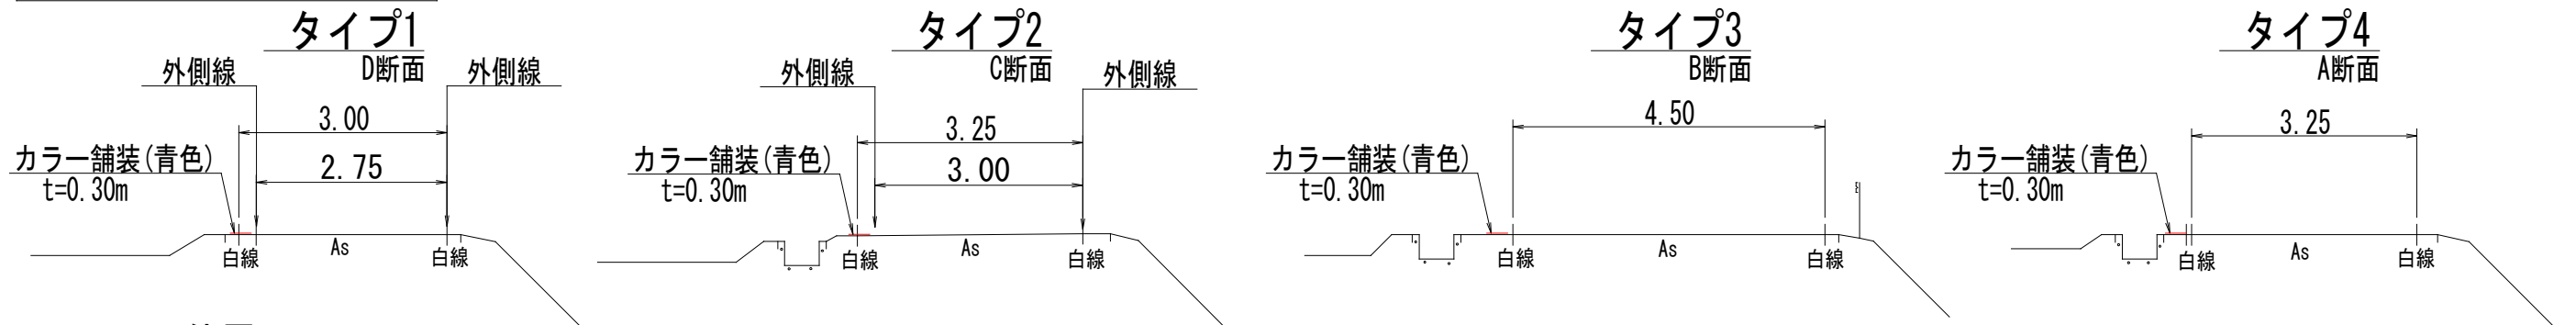 タイプ1
D断面
外側線
外側線
3.00
カラー舗装(青色)
t=0.30m
2.75
白線
As
白線
タイプ2
C断面
外側線
外側線
3.25
カラー舗装(青色)
t=0.30m
3.00
白線
As
白線
タイプ3
B断面
4.50
カラー舗装(青色)
t=0.30m
白線
As
白線
タイプ4
A断面
3.25
カラー舗装(青色)
t=0.30m
白線
As
白線